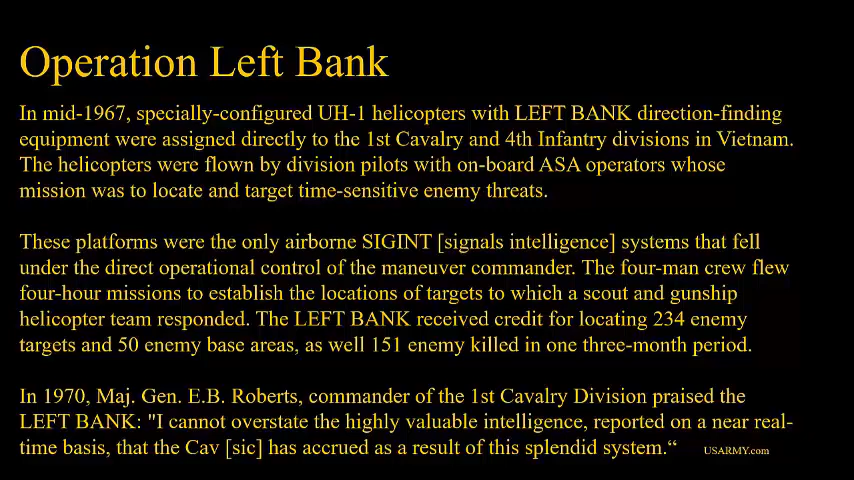 Operation Left Bank
In mid-1967, specially-configured UH-1 helicopters with LEFT BANK direction-finding
equipment were assigned directly to the 1st Cavalry and 4th Infantry divisions in Vietnam.
The helicopters were flown by division pilots with on-board ASA operators whose
mission was to locate and target time-sensitive enemy threats.
These platforms were the only airborne SIGINT [signals intelligence] systems that fell
under the direct operational control of the maneuver commander. The four-man crew flew
four-hour missions to establish the locations of targets to which a scout and gunship
helicopter team responded. The LEFT BANK received credit for locating 234 enemy
targets and 50 enemy base areas, as well 151 enemy killed in one three-month period.
In 1970, Maj. Gen. E.B. Roberts, commander of the 1st Cavalry Division praised the
LEFT BANK: "I cannot overstate the highly valuable intelligence, reported on a near real-
time basis, that the Cav [sic] has accrued as a result of this splendid system.“ USARMY.com